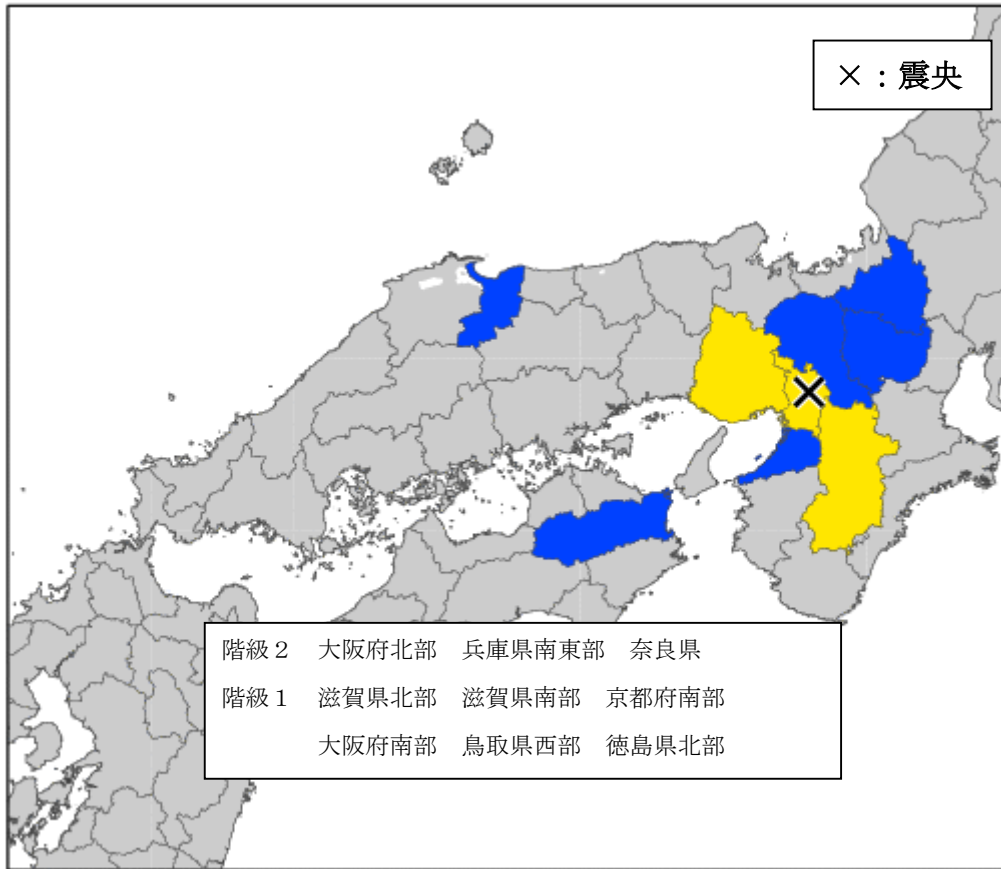 ×：震央
階級２　大阪府北部　兵庫県南東部　奈良県
階級１　滋賀県北部　滋賀県南部　京都府南部
大阪府南部　鳥取県西部　徳島県北部